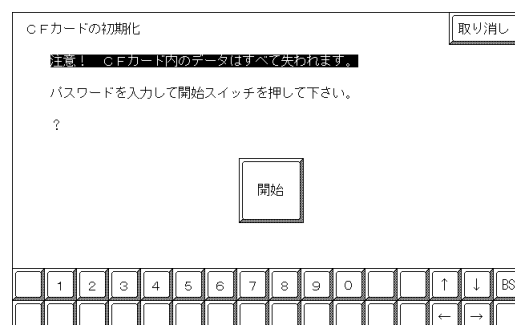 ＣＦカードの初期化
取り消し
注意！　ＣＦカード内のデータはすべて失われます。
パスワードを入力して開始スイッチを押して下さい。
？
開始
１ ２ ３ ４ ５ ６ ７ ８ ９ ０ ↑ ↓ BS
← →